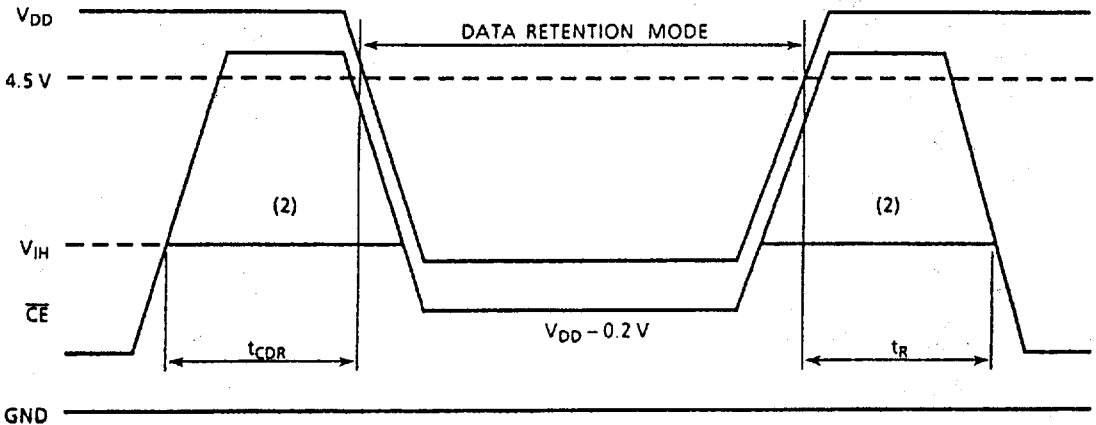 VDD
DATA RETENTION MODE
4.5 V
(2)
(2)
VIH
CE
VDD – 0.2 V
tCDR
tR
GND